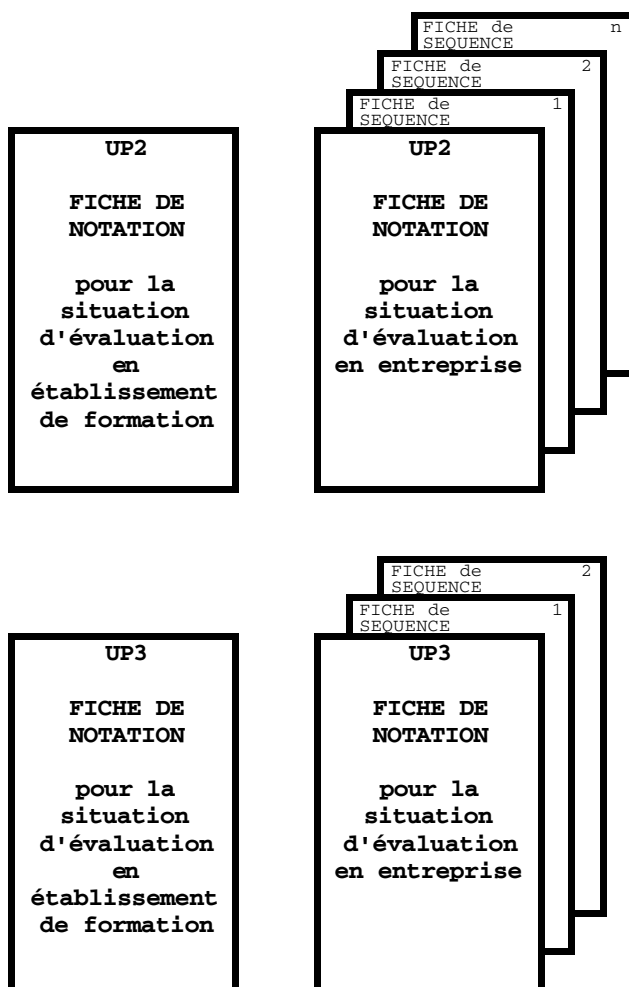 FICHE de n
SEQUENCE
FICHE de 2
SEQUENCE
FICHE de 1
SEQUENCE
UP2
FICHE DE
NOTATION
pour la
situation
d'évaluation
en
établissement
de formation
UP2
FICHE DE
NOTATION
pour la
situation
d'évaluation
en entreprise
FICHE de 2
SEQUENCE
FICHE de 1
SEQUENCE
UP3
FICHE DE
NOTATION
pour la
situation
d'évaluation
en
établissement
de formation
UP3
FICHE DE
NOTATION
pour la
situation
d'évaluation
en entreprise